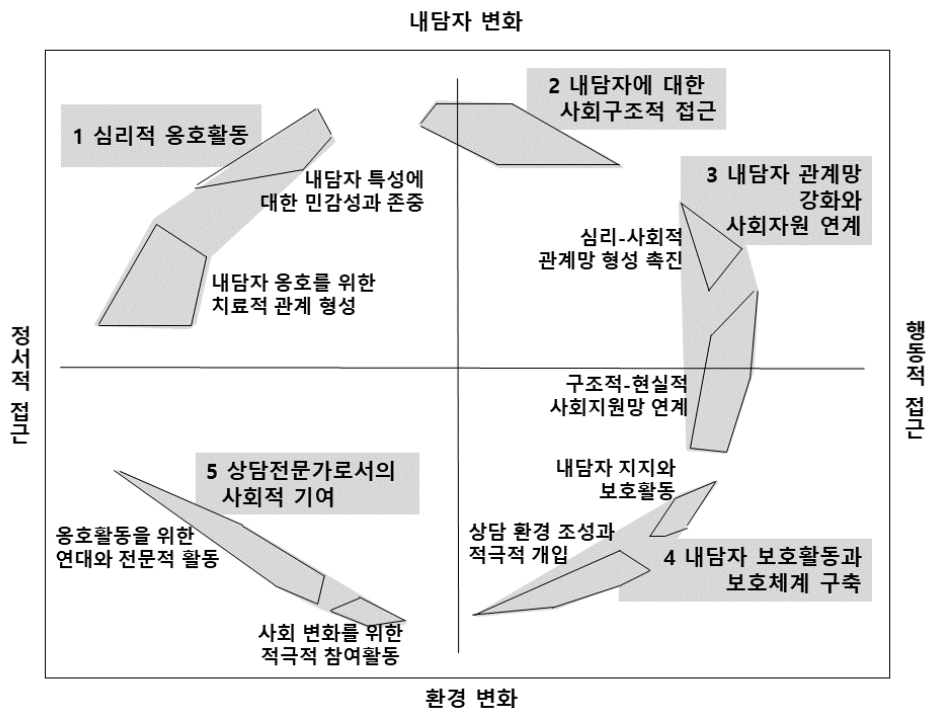 내담자 변화
1 심리적 옹호활동
내담자 특성에
대한 민감성과 존중
내담자 옹호를 위한
치료적 관계 형성
2 내담자에 대한
사회구조적 접근
3 내담자 관계망
강화와
사회자원 연계
심리-사회적
관계망 형성 촉진
정서적 접근
행동적 접근
구조적-현실적
사회지원망 연계
내담자 지지와
보호활동
상담 환경 조성과
적극적 개입
4 내담자 보호활동과
보호체계 구축
5 상담전문가로서의
사회적 기여
옹호활동을 위한
연대와 전문적 활동
사회 변화를 위한
적극적 참여활동
환경 변화